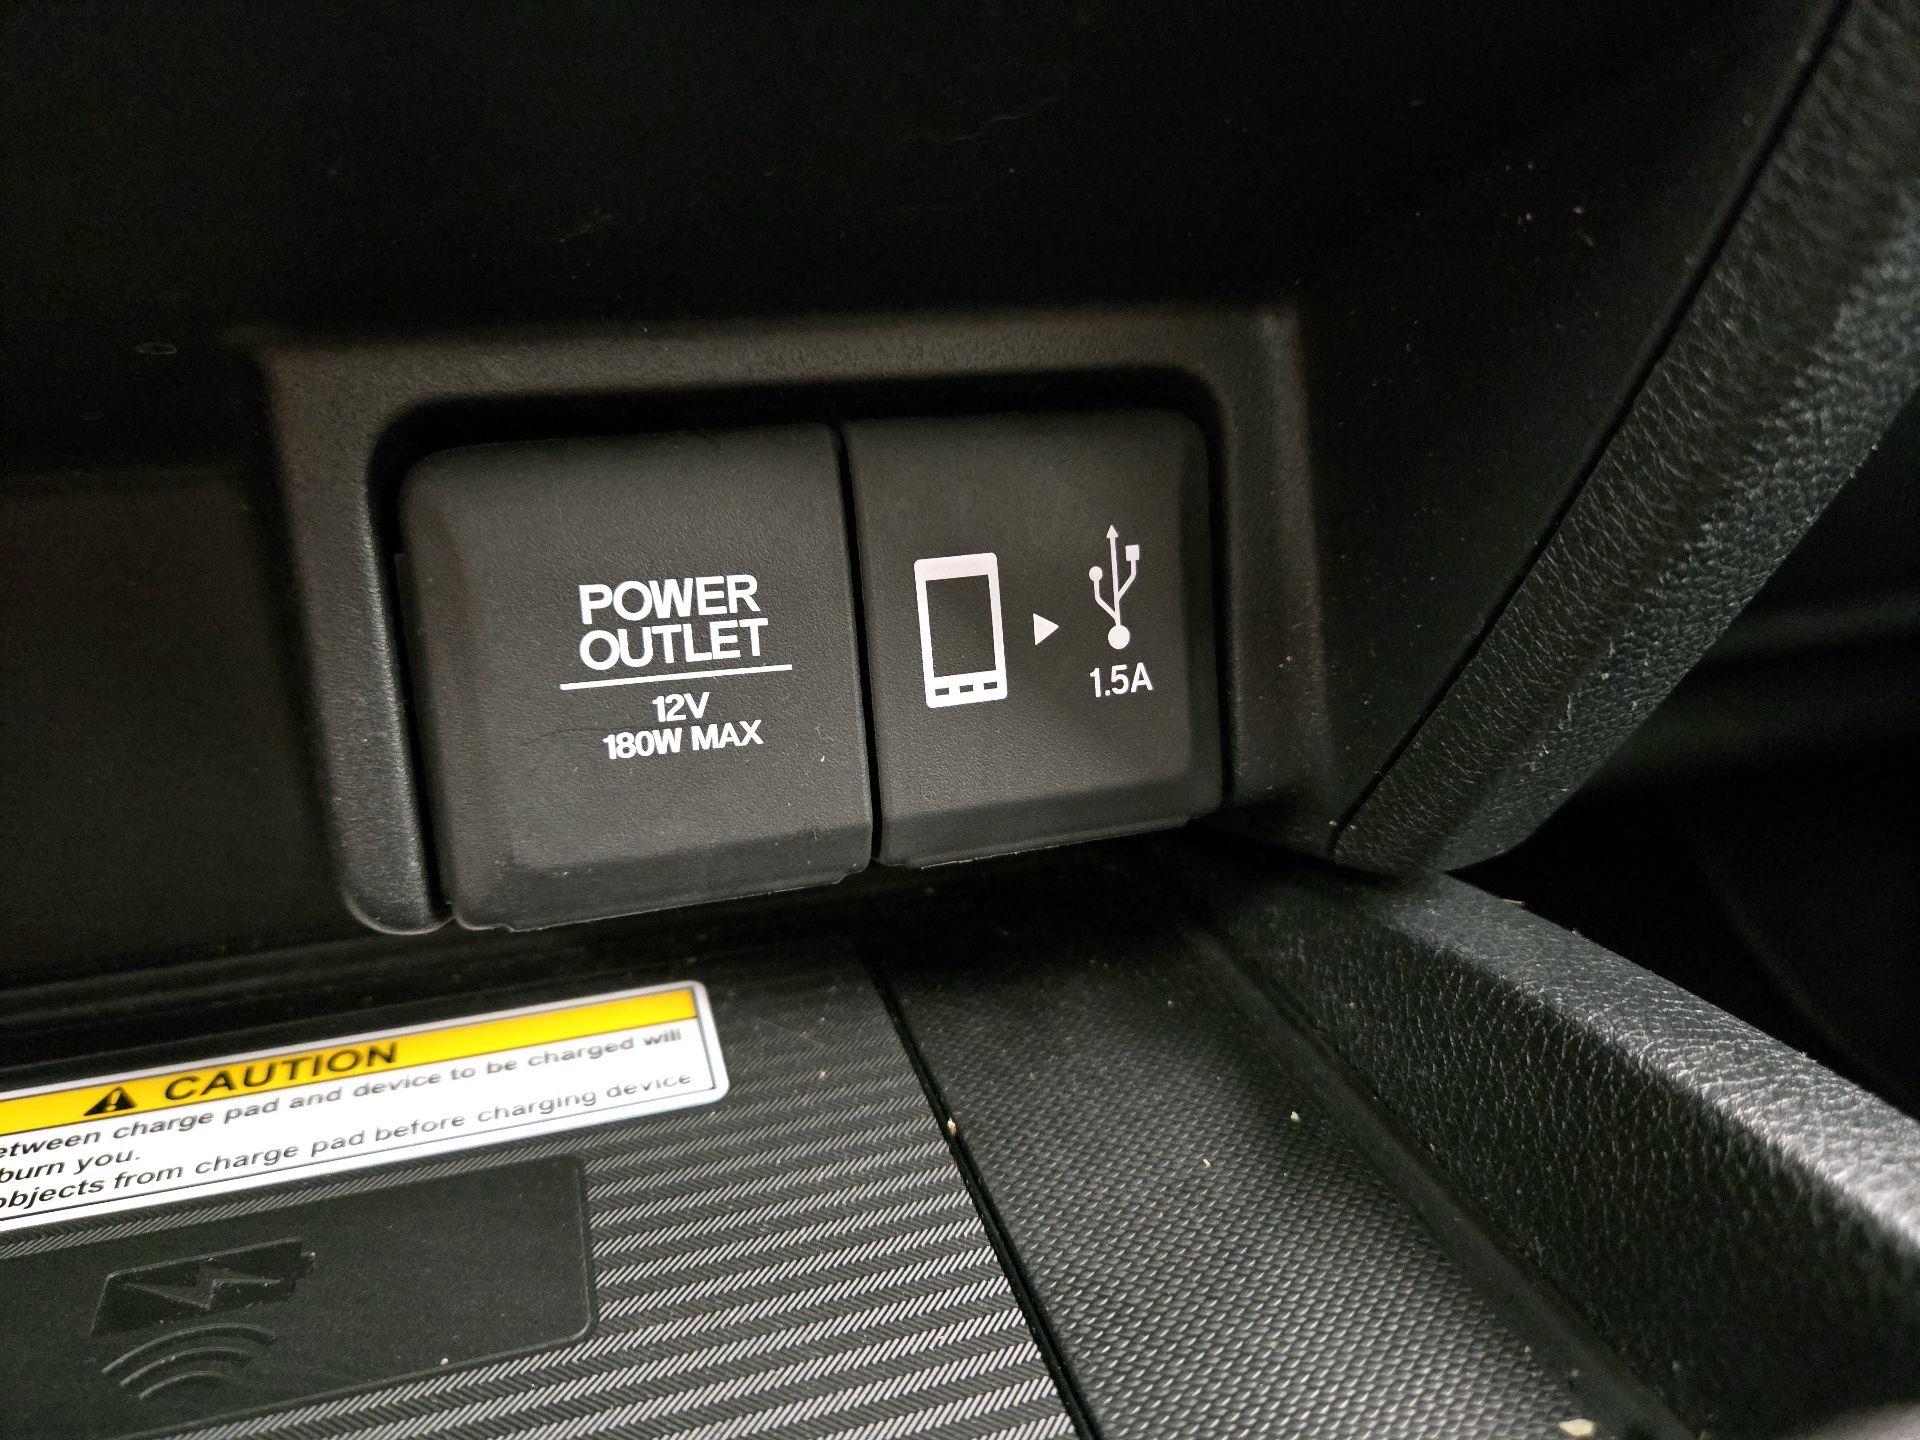 POWER
OUTLET
12V
180W MAX
1.5A
CAUTION
etween charge pad and device to be charged will
burn you.
objects from charge pad before charging device